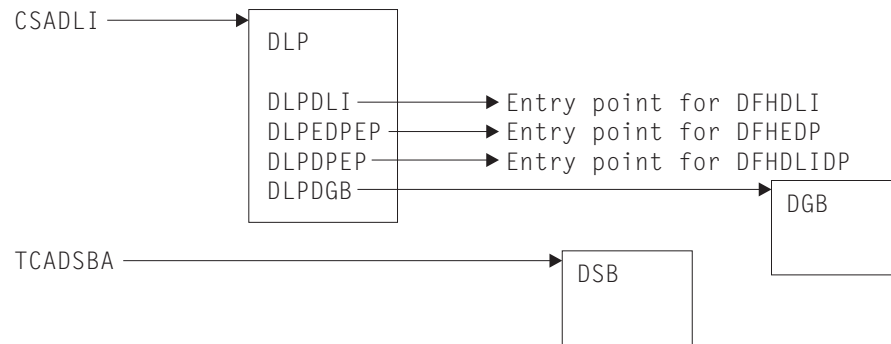 CSADLI
DLP
DLPDLI Entry point for DFHDLI
DLPEDPEP Entry point for DFHEDP
DLPDPEP Entry point for DFHDLIDP
DLPDGB
DGB
TCADSBA
DSB